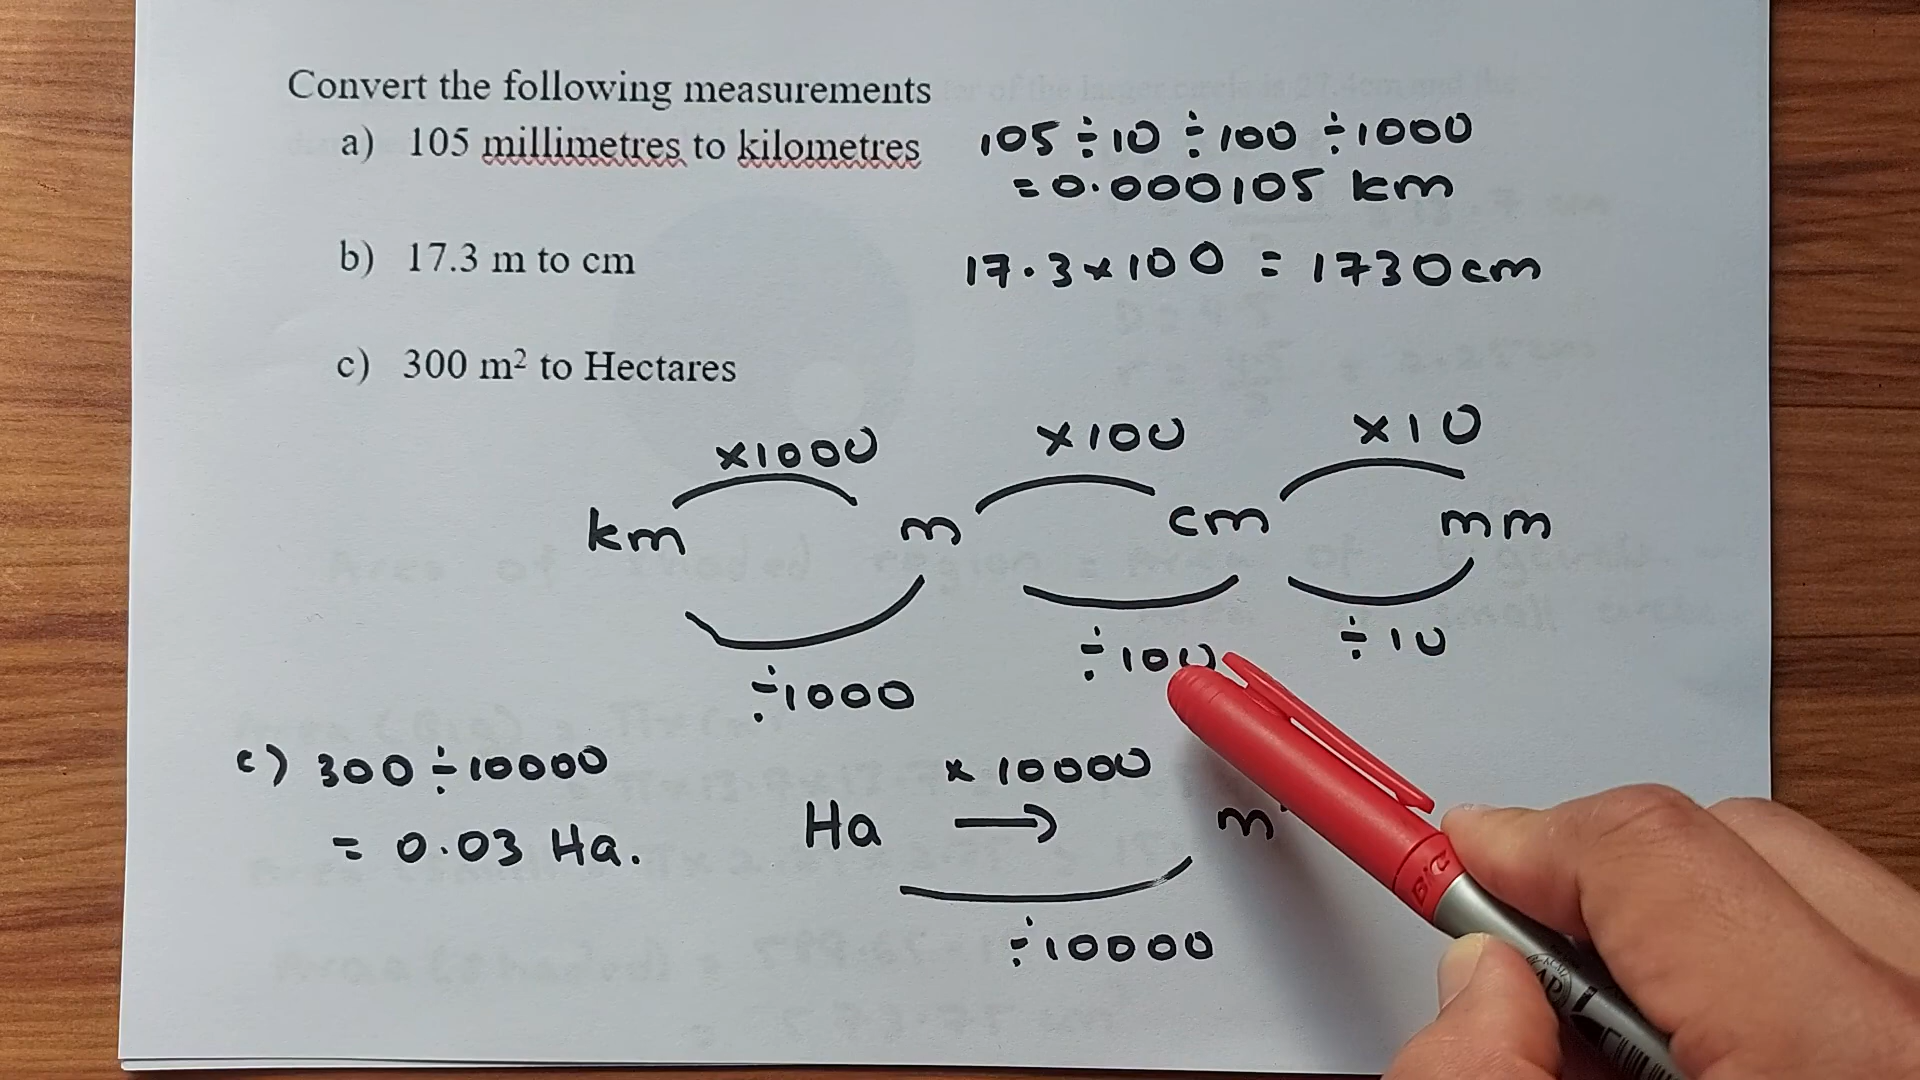 Convert the following measurements
a) 105 millimetres to kilometres
105 ÷ 10 ÷ 100 ÷ 1000
= 0.000105 km
b) 17.3 m to cm
17.3 × 100 = 1730 cm
c) 300 m² to Hectares
×1000 ×100 ×10
km m cm mm
÷1000 ÷100 ÷10
c) 300 ÷ 10000
= 0.03 Ha.
× 10000
Ha → m
÷10000
BIC